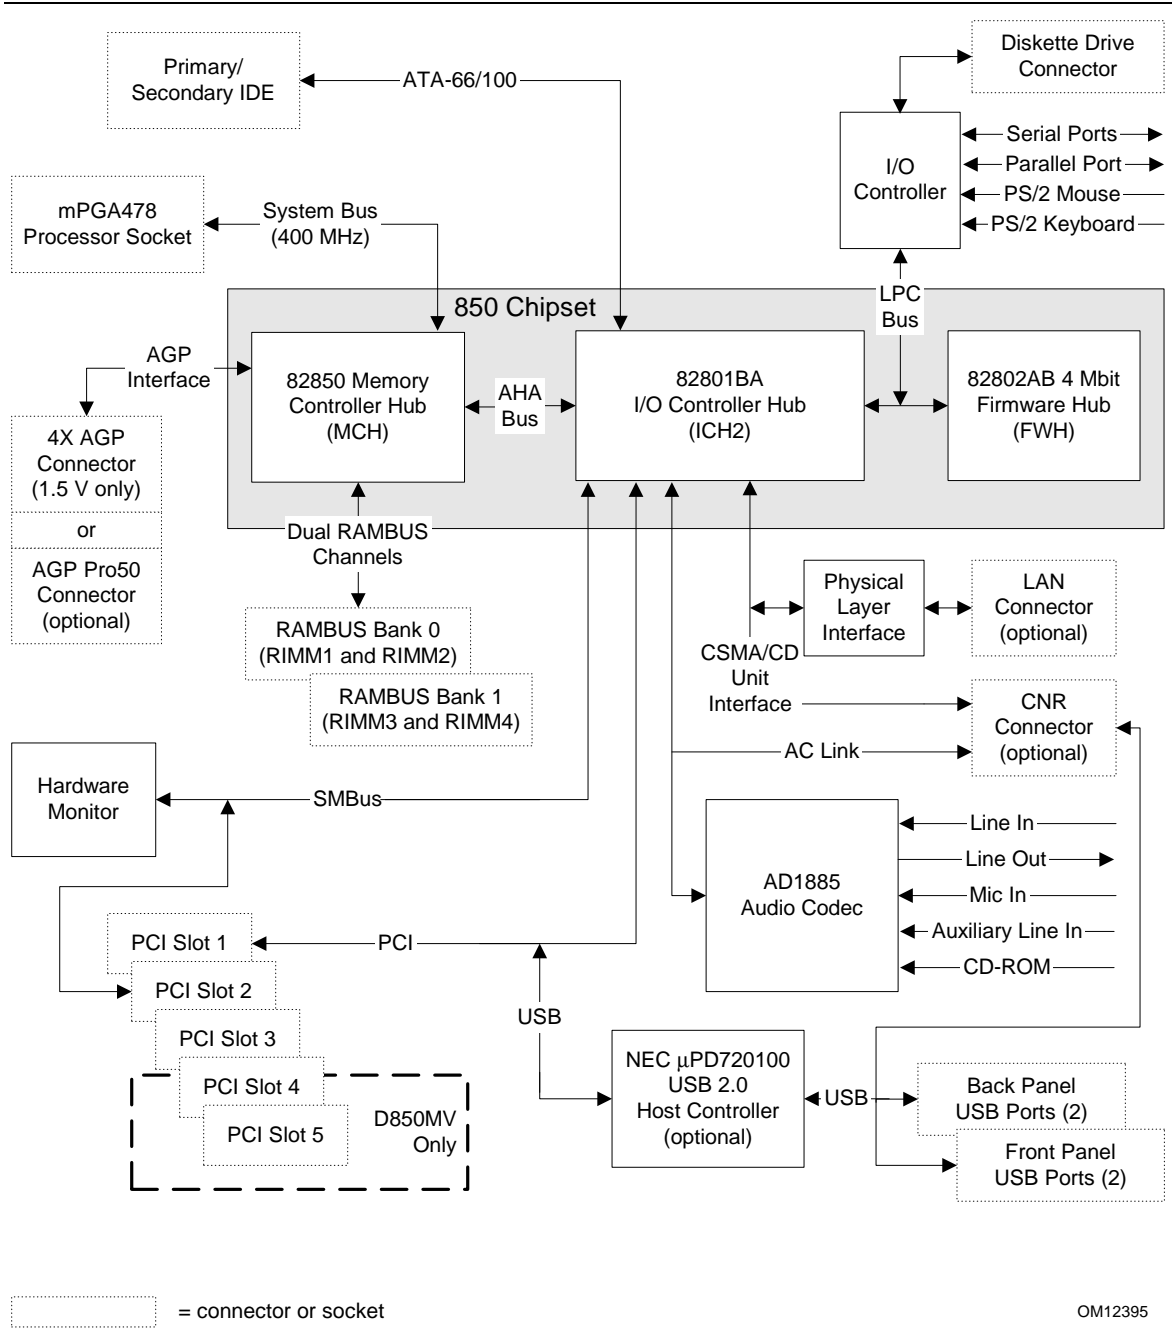 Primary/
Secondary IDE
ATA-66/100
Diskette Drive
Connector
I/O
Controller
Serial Ports
Parallel Port
PS/2 Mouse
PS/2 Keyboard
mPGA478
Processor Socket
System Bus
(400 MHz)
850 Chipset
LPC
Bus
AGP
Interface
82850 Memory
Controller Hub
(MCH)
AHA
Bus
82801BA
I/O Controller Hub
(ICH2)
82802AB 4 Mbit
Firmware Hub
(FWH)
4X AGP
Connector
(1.5 V only)
or
AGP Pro50
Connector
(optional)
Dual RAMBUS
Channels
RAMBUS Bank 0
(RIMM1 and RIMM2)
RAMBUS Bank 1
(RIMM3 and RIMM4)
Physical
Layer
Interface
LAN
Connector
(optional)
CSMA/CD
Unit
Interface
CNR
Connector
(optional)
AC Link
Hardware
Monitor
SMBus
AD1885
Audio Codec
Line In
Line Out
Mic In
Auxiliary Line In
CD-ROM
PCI Slot 1
PCI Slot 2
PCI Slot 3
PCI Slot 4
PCI Slot 5
PCI
USB
D850MV
Only
NEC μPD720100
USB 2.0
Host Controller
(optional)
USB
Back Panel
USB Ports (2)
Front Panel
USB Ports (2)
= connector or socket
OM12395